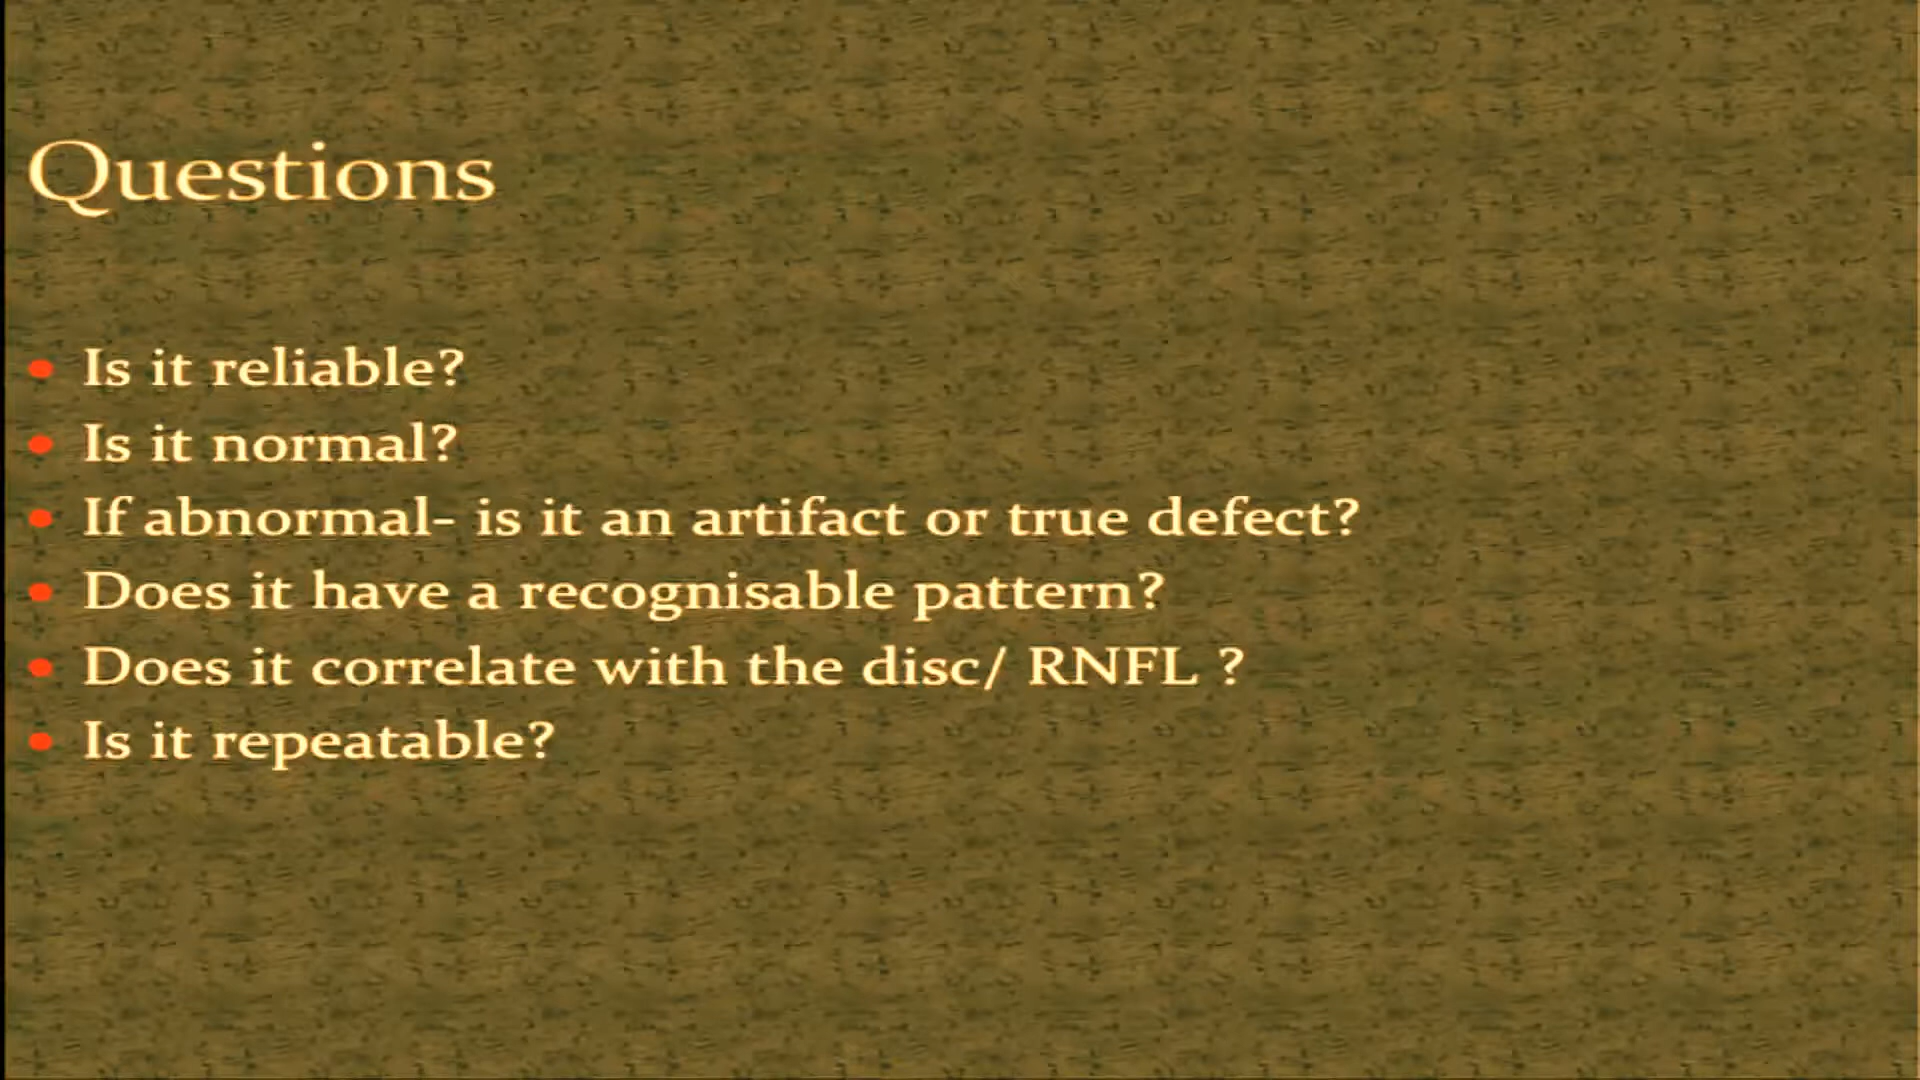 Questions
• Is it reliable?
• Is it normal?
• If abnormal- is it an artifact or true defect?
• Does it have a recognisable pattern?
• Does it correlate with the disc/ RNFL ?
• Is it repeatable?